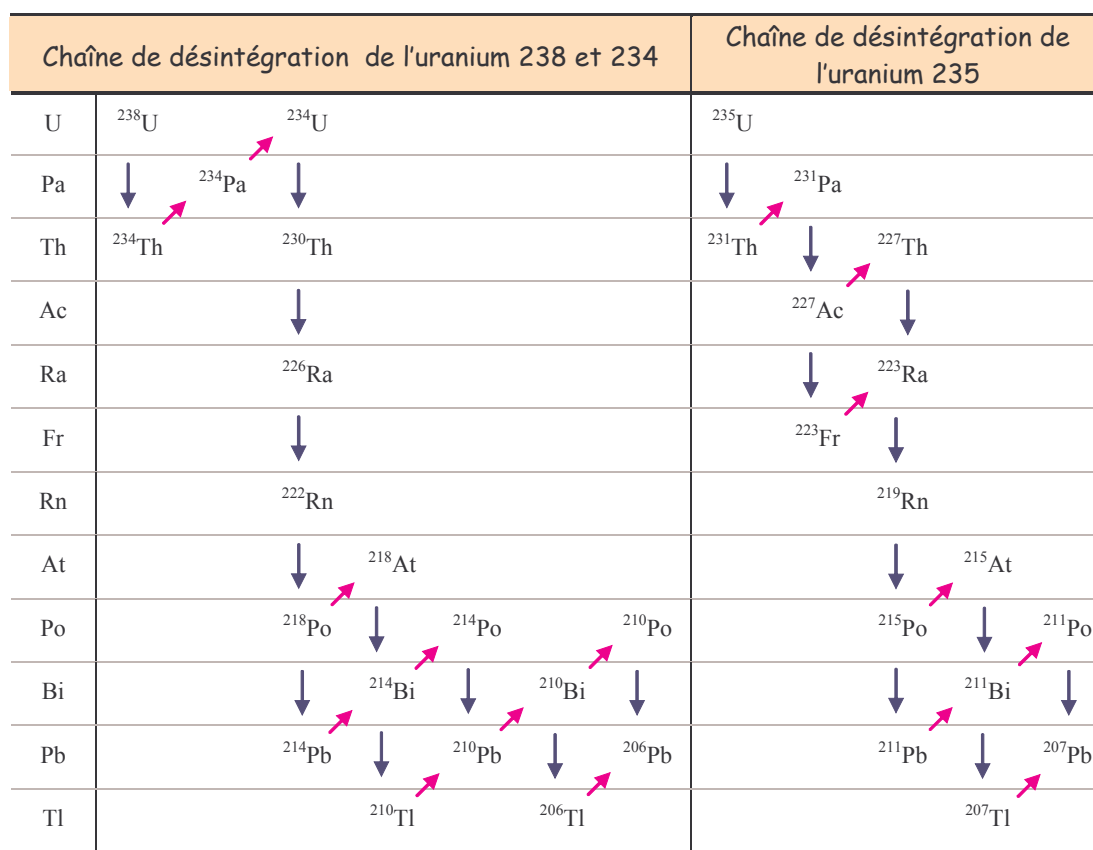 Chaîne de désintégration de l'uranium 238 et 234
Chaîne de désintégration de
l'uranium 235
U ²³⁸U ²³⁴U ²³⁵U
Pa ²³⁴Pa ²³¹Pa
Th ²³⁴Th ²³⁰Th ²³¹Th ²²⁷Th
Ac ²²⁷Ac
Ra ²²⁶Ra ²²³Ra
Fr ²²³Fr
Rn ²²²Rn ²¹⁹Rn
At ²¹⁸At ²¹⁵At
Po ²¹⁸Po ²¹⁴Po ²¹⁰Po ²¹⁵Po ²¹¹Po
Bi ²¹⁴Bi ²¹⁰Bi ²¹¹Bi
Pb ²¹⁴Pb ²¹⁰Pb ²⁰⁶Pb ²¹¹Pb ²⁰⁷Pb
Tl ²¹⁰Tl ²⁰⁶Tl ²⁰⁷Tl